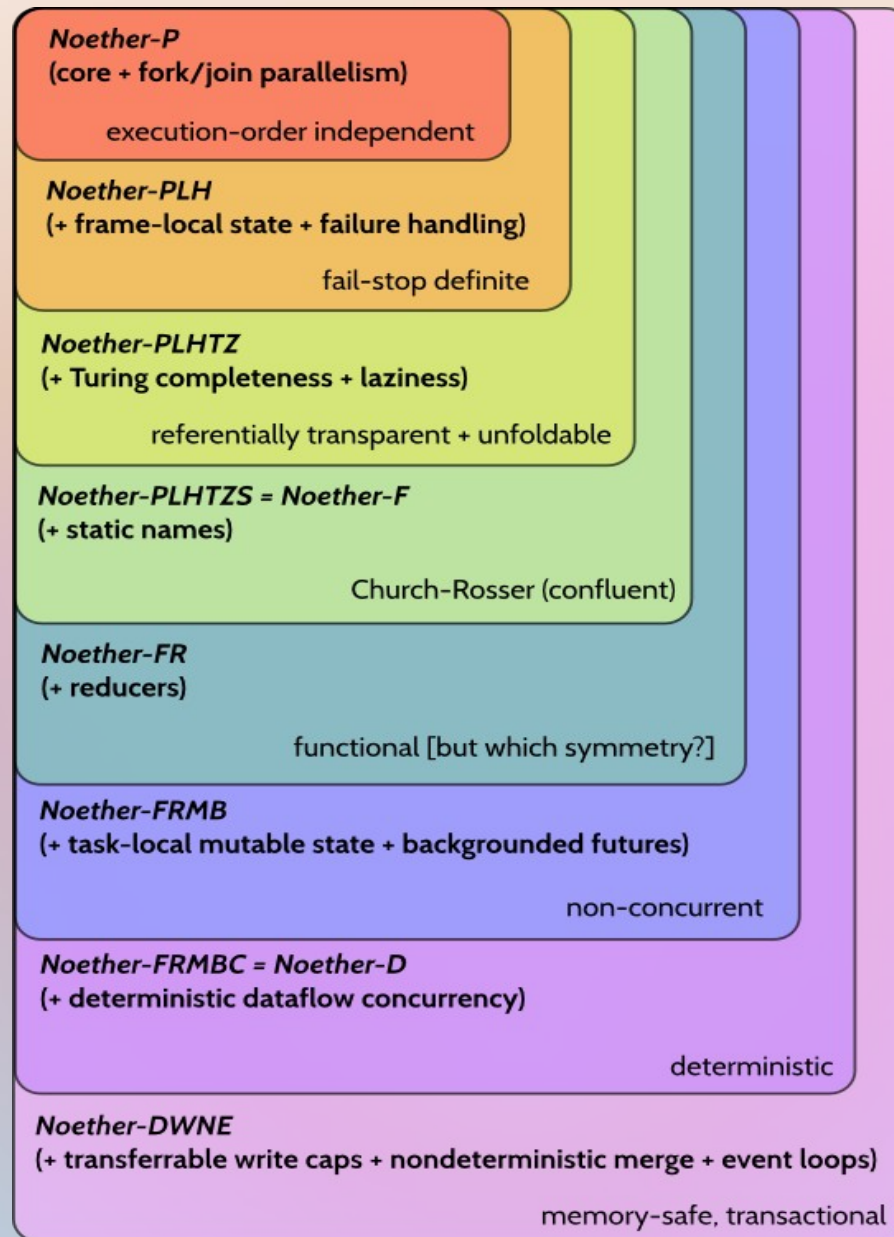 Noether-P
(core + fork/join parallelism)
execution-order independent
Noether-PLH
(+ frame-local state + failure handling)
fail-stop definite
Noether-PLHTZ
(+ Turing completeness + laziness)
referentially transparent + unfoldable
Noether-PLHTZS = Noether-F
(+ static names)
Church-Rosser (confluent)
Noether-FR
(+ reducers)
functional [but which symmetry?]
Noether-FRMB
(+ task-local mutable state + backgrounded futures)
non-concurrent
Noether-FRMBC = Noether-D
(+ deterministic dataflow concurrency)
deterministic
Noether-DWNE
(+ transferrable write caps + nondeterministic merge + event loops)
memory-safe, transactional